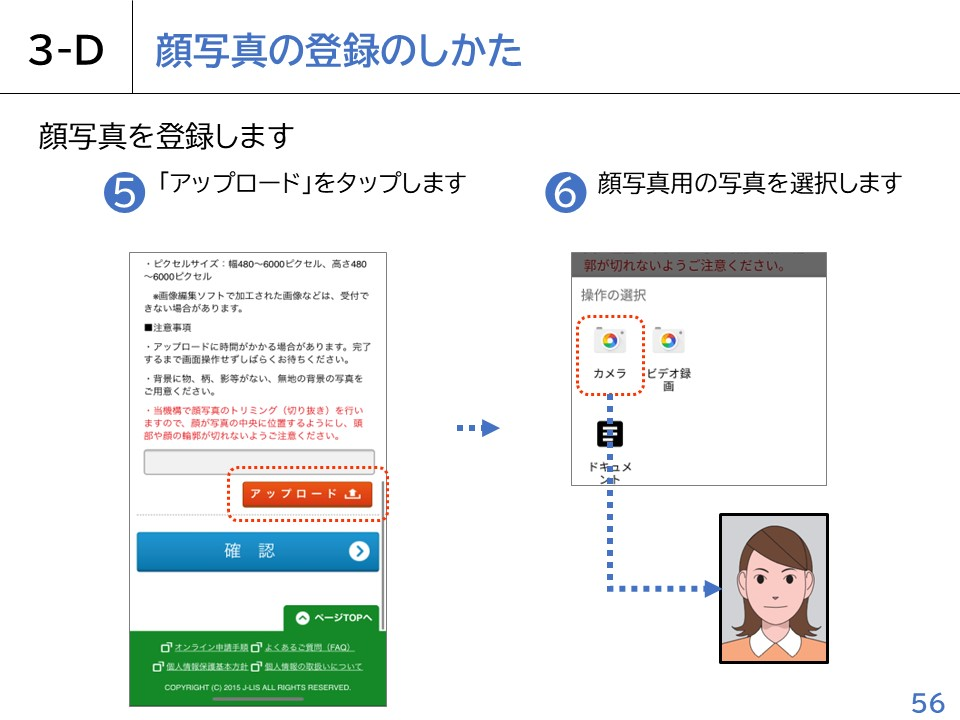 3-D
顔写真の登録のしかた
顔写真を登録します
5
「アップロード」をタップします
・ピクセルサイズ：幅480～6000ピクセル、高さ480
～6000ピクセル
※画像編集ソフトで加工された画像などは、受付で
きない場合があります。
■注意事項
・アップロードに時間がかかる場合があります。完了
するまで画面操作せずしばらくお待ちください。
・背景に物、柄、影等がない、無地の背景の写真を
ご用意ください。
・当機構で顔写真のトリミング（切り抜き）を行い
ますので、顔が写真の中央に位置するようにし、頭
部や顔の輪郭が切れないようご注意ください。
アップロード
確認
ページTOPへ
オンライン申請手順 よくあるご質問（FAQ）
個人情報保護基本方針 個人情報の取扱いについて
COPYRIGHT (C) 2015 J-LIS ALL RIGHTS RESERVED.
6
顔写真用の写真を選択します
郭が切れないようご注意ください。
操作の選択
カメラ
ビデオ録
画
ドキュメ
ント
56